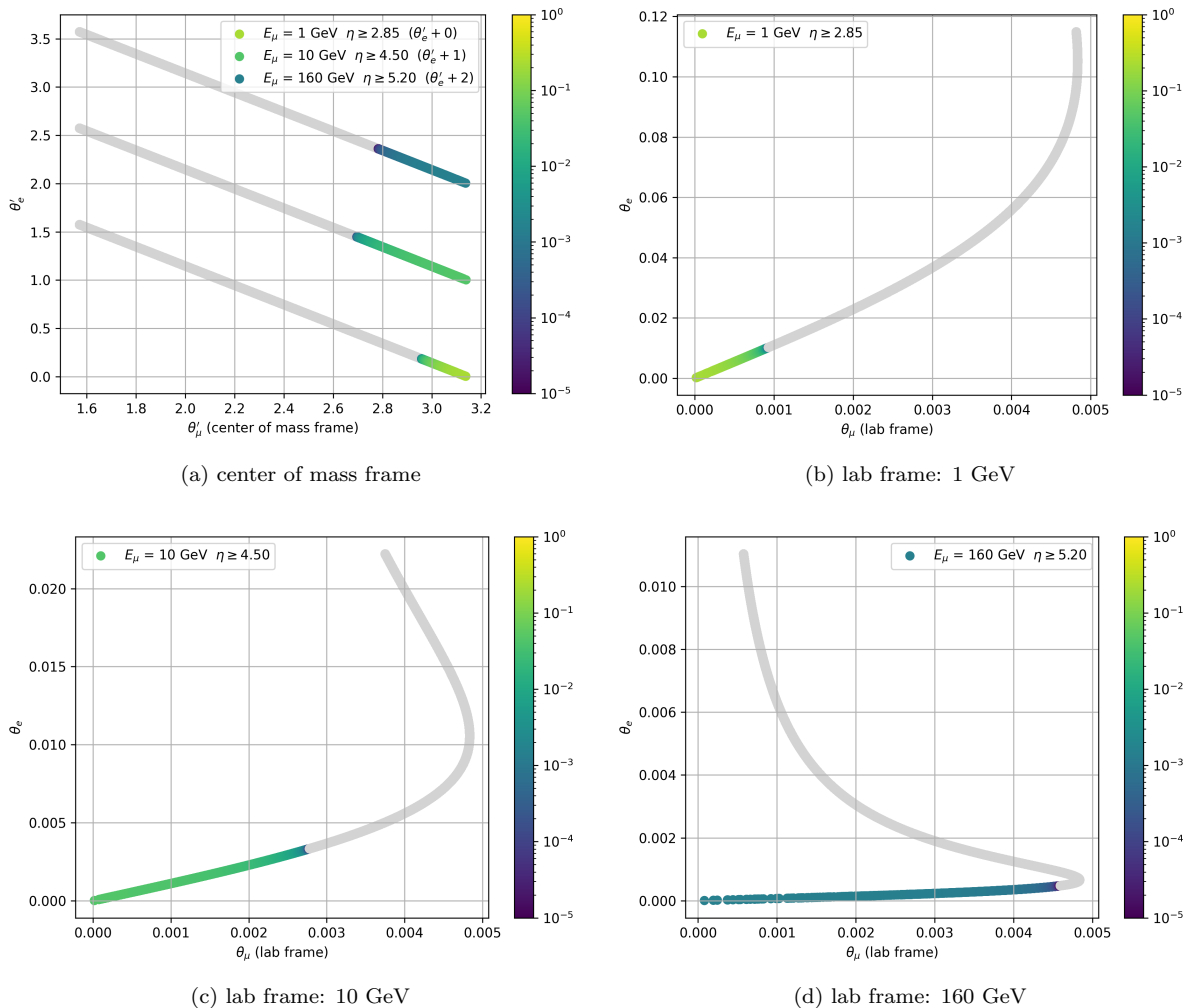 E_μ = 1 GeV η ≥ 2.85 (θ′_e + 0)
E_μ = 10 GeV η ≥ 4.50 (θ′_e + 1)
E_μ = 160 GeV η ≥ 5.20 (θ′_e + 2)
3.5
3.0
2.5
2.0
1.5
1.0
0.5
0.0
θ′_e
1.6 1.8 2.0 2.2 2.4 2.6 2.8 3.0 3.2
θ′_μ (center of mass frame)
10^0
10^-1
10^-2
10^-3
10^-4
10^-5
(a) center of mass frame
E_μ = 1 GeV η ≥ 2.85
0.12
0.10
0.08
0.06
0.04
0.02
0.00
θ_e
0.000 0.001 0.002 0.003 0.004 0.005
θ_μ (lab frame)
10^0
10^-1
10^-2
10^-3
10^-4
10^-5
(b) lab frame: 1 GeV
E_μ = 10 GeV η ≥ 4.50
0.020
0.015
0.010
0.005
0.000
θ_e
0.000 0.001 0.002 0.003 0.004 0.005
θ_μ (lab frame)
10^0
10^-1
10^-2
10^-3
10^-4
10^-5
(c) lab frame: 10 GeV
E_μ = 160 GeV η ≥ 5.20
0.010
0.008
0.006
0.004
0.002
0.000
θ_e
0.000 0.001 0.002 0.003 0.004 0.005
θ_μ (lab frame)
10^0
10^-1
10^-2
10^-3
10^-4
10^-5
(d) lab frame: 160 GeV